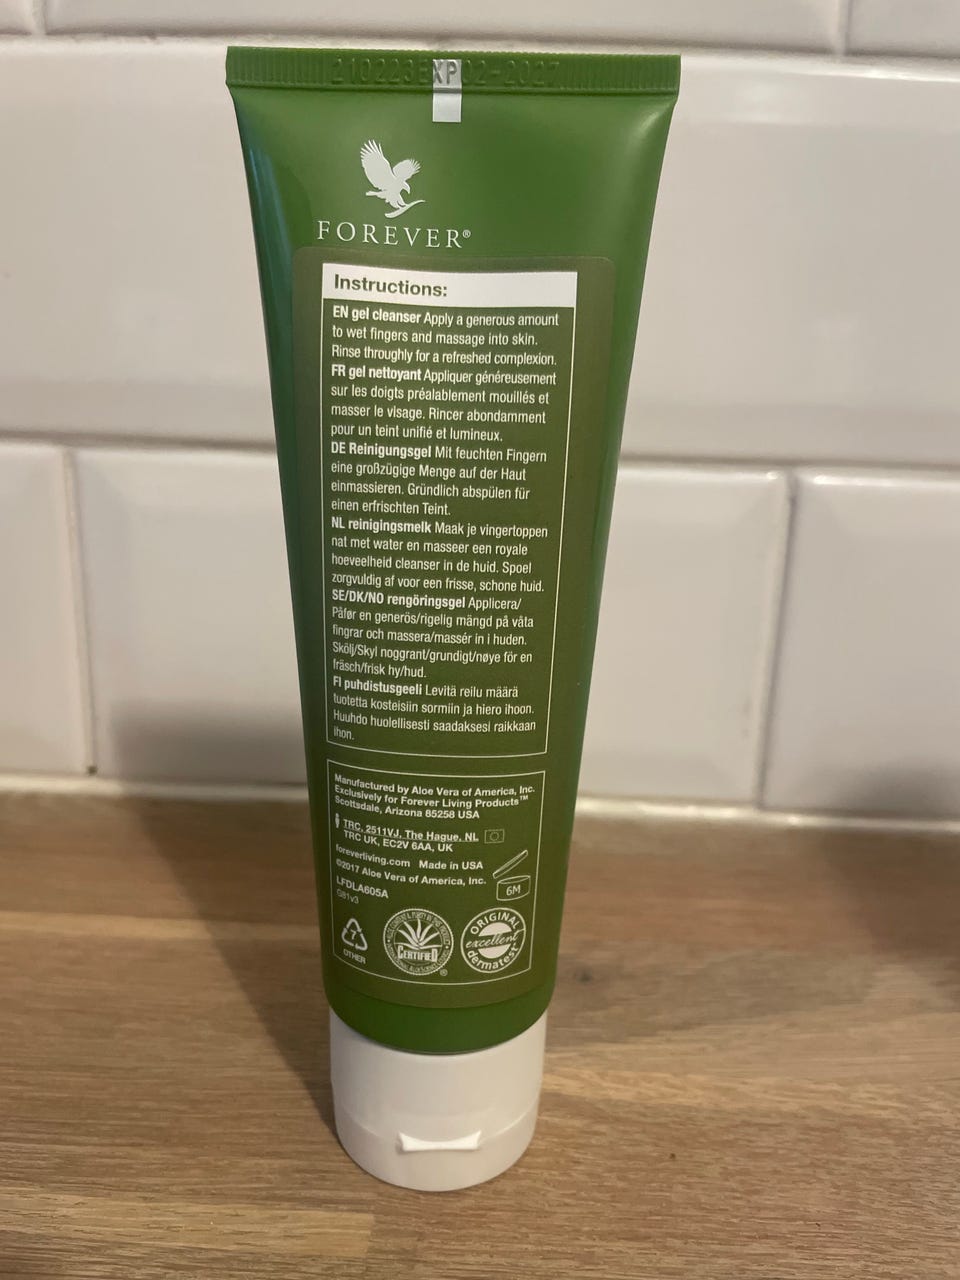 210223EXP02-2027
FOREVER®
Instructions:
EN gel cleanser Apply a generous amount
to wet fingers and massage into skin.
Rinse throughly for a refreshed complexion.
FR gel nettoyant Appliquer généreusement
sur les doigts préalablement mouillés et
masser le visage. Rincer abondamment
pour un teint unifié et lumineux.
DE Reinigungsgel Mit feuchten Fingern
eine großzügige Menge auf der Haut
einmassieren. Gründlich abspülen für
einen erfrischten Teint.
NL reinigingsmelk Maak je vingertoppen
nat met water en masseer een royale
hoeveelheid cleanser in de huid. Spoel
zorgvuldig af voor een frisse, schone huid.
SE/DK/NO rengöringsgel Applicera/
Påfør en generös/rigelig mängd på våta
fingrar och massera/massér in i huden.
Skölj/Skyl noggrant/grundigt/nøye för en
fräsch/frisk hy/hud.
FI puhdistusgeeli Levitä reilu määrä
tuotetta kosteisiin sormiin ja hiero ihoon.
Huuhdo huolellisesti saadaksesi raikkaan
ihon.
Manufactured by Aloe Vera of America, Inc.
Exclusively for Forever Living Products™
Scottsdale, Arizona 85258 USA
TRC, 2511VJ, The Hague, NL
TRC UK, EC2V 6AA, UK
foreverliving.com Made in USA
©2017 Aloe Vera of America, Inc.
6M
LFDLA605A
G81v3
7
OTHER
CERTIFIED
®
ORIGINAL
excellent
dermatest